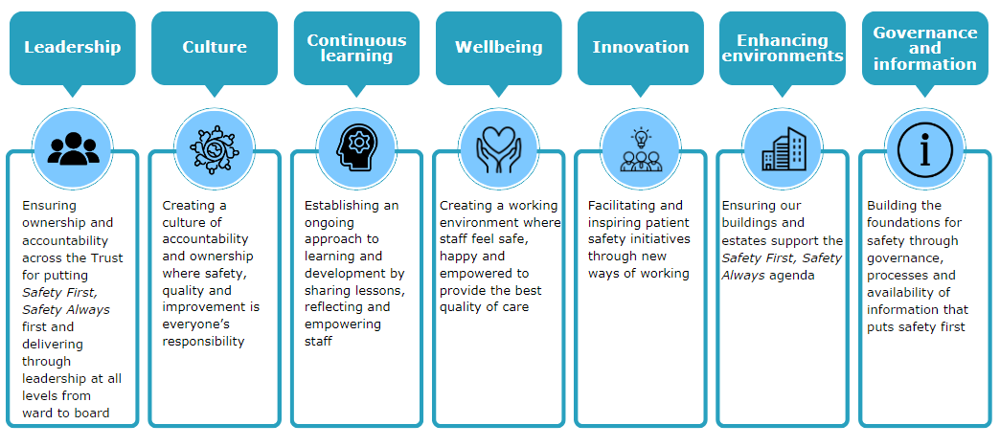 Leadership
Culture
Continuous
learning
Wellbeing
Innovation
Enhancing
environments
Governance
and
information
Ensuring
ownership and
accountability
across the Trust
for putting
Safety First,
Safety Always
first and
delivering
through
leadership at all
levels from
ward to board
Creating a
culture of
accountability
and ownership
where safety,
quality and
improvement is
everyone’s
responsibility
Establishing an
ongoing
approach to
learning and
development by
sharing lessons,
reflecting and
empowering
staff
Creating a working
environment where
staff feel safe,
happy and
empowered to
provide the best
quality of care
Facilitating and
inspiring patient
safety initiatives
through new
ways of working
Ensuring our
buildings and
estates support the
Safety First, Safety
Always agenda
Building the
foundations for
safety through
governance,
processes and
availability of
information that
puts safety first